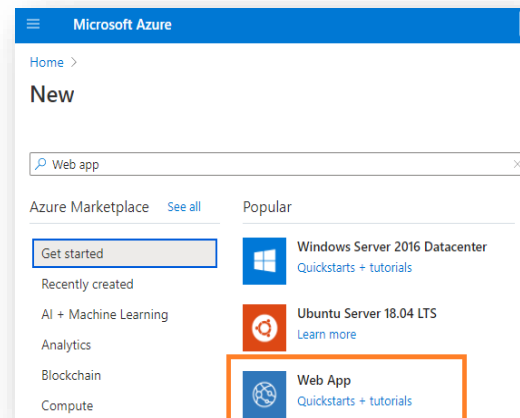 Microsoft Azure
Home >
New
Web app
Azure Marketplace See all
Popular
Get started
Recently created
AI + Machine Learning
Analytics
Blockchain
Compute
Windows Server 2016 Datacenter
Quickstarts + tutorials
Ubuntu Server 18.04 LTS
Learn more
Web App
Quickstarts + tutorials